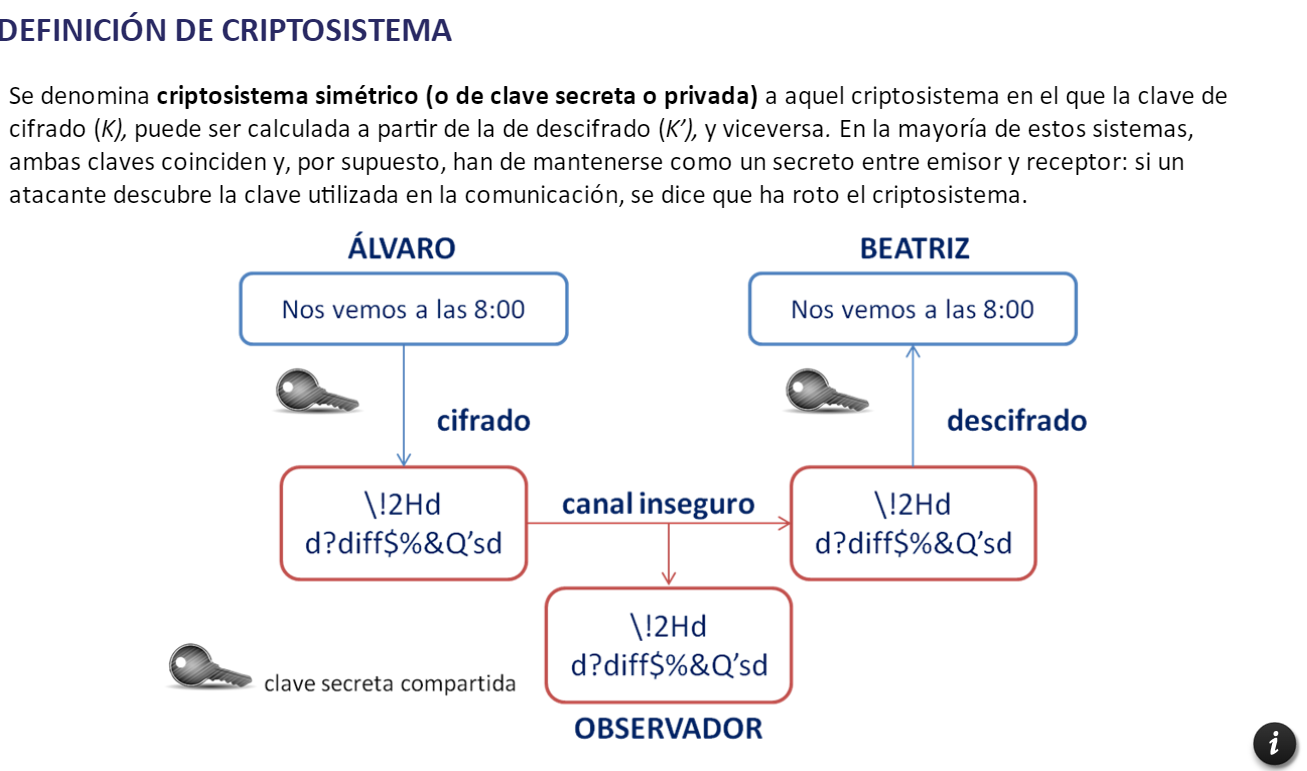 DEFINICIÓN DE CRIPTOSISTEMA
Se denomina criptosistema simétrico (o de clave secreta o privada) a aquel criptosistema en el que la clave de
cifrado (K), puede ser calculada a partir de la de descifrado (K’), y viceversa. En la mayoría de estos sistemas,
ambas claves coinciden y, por supuesto, han de mantenerse como un secreto entre emisor y receptor: si un
atacante descubre la clave utilizada en la comunicación, se dice que ha roto el criptosistema.
ÁLVARO
BEATRIZ
Nos vemos a las 8:00
Nos vemos a las 8:00
cifrado
descifrado
\!2Hd
d?diff$%&Q’sd
canal inseguro
\!2Hd
d?diff$%&Q’sd
\!2Hd
d?diff$%&Q’sd
clave secreta compartida
OBSERVADOR
i